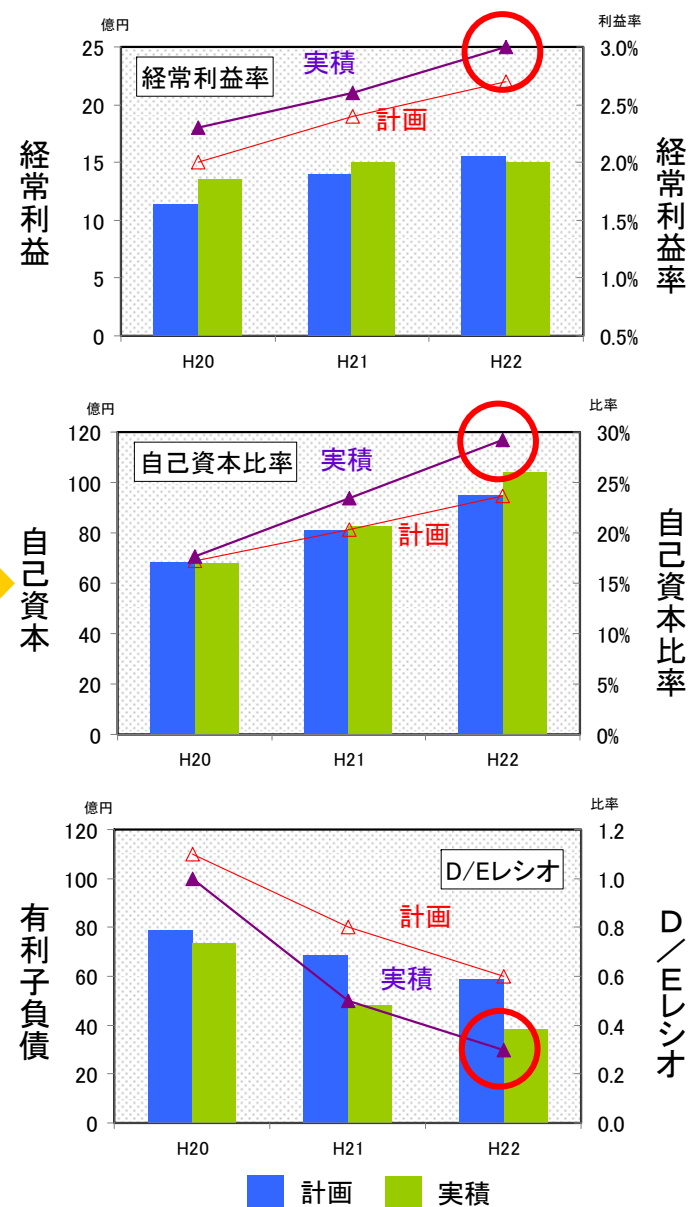 億円
利益率
経常利益率
実積
計画
25
20
15
10
5
0
3.0%
2.5%
2.0%
1.5%
1.0%
0.5%
経常利益
経常利益率
H20 H21 H22
億円
比率
自己資本比率
実積
計画
120
100
80
60
40
20
0
30%
25%
20%
15%
10%
5%
0%
自己資本
自己資本比率
H20 H21 H22
億円
比率
D/Eレシオ
計画
実積
120
100
80
60
40
20
0
1.2
1.0
0.8
0.6
0.4
0.2
0.0
有利子負債
D/Eレシオ
H20 H21 H22
計画 実積